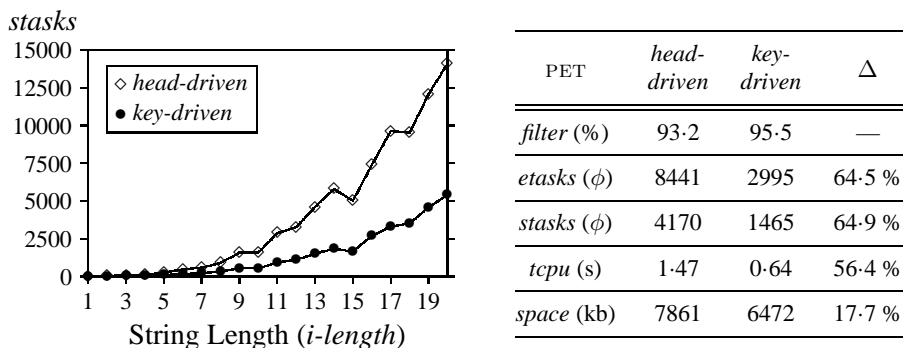 stasks
15000
12500
10000
7500
5000
2500
0
head-driven
key-driven
1 3 5 7 9 11 13 15 17 19
String Length (i-length)
PET head-driven key-driven Δ
filter (%) 93·2 95·5 —
etasks (ϕ) 8441 2995 64·5 %
stasks (ϕ) 4170 1465 64·9 %
tcpu (s) 1·47 0·64 56·4 %
space (kb) 7861 6472 17·7 %